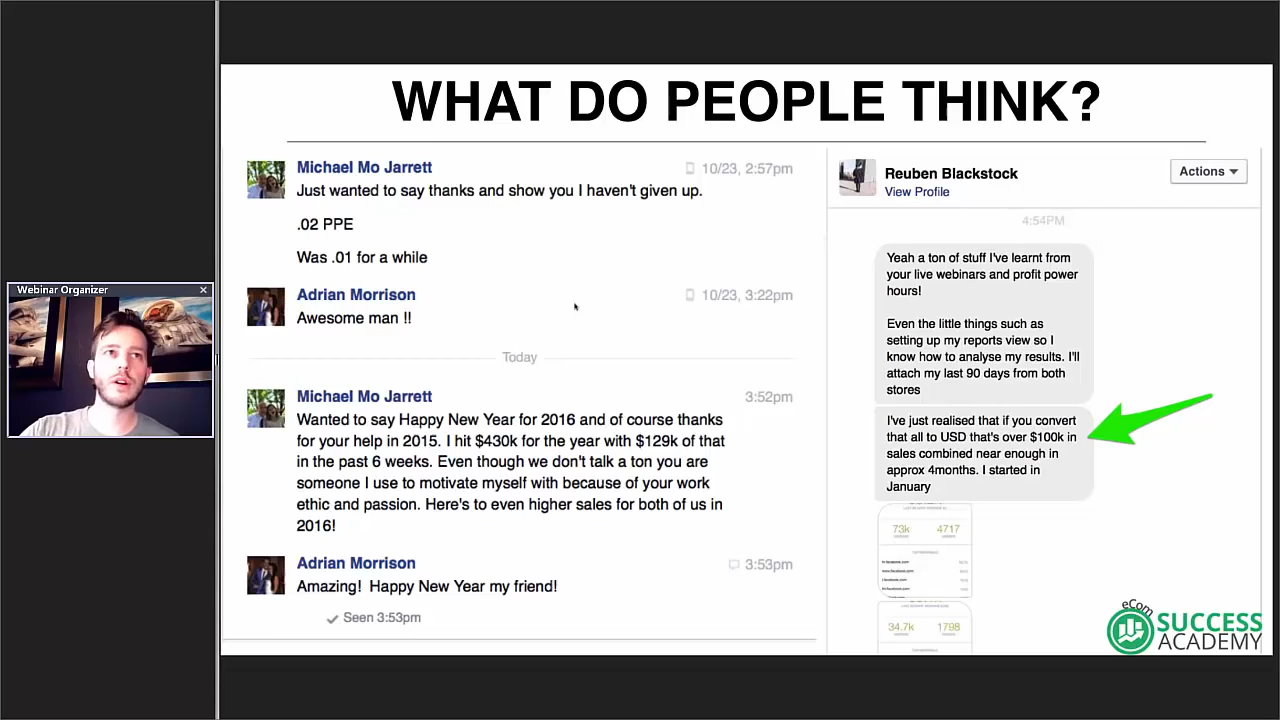 WHAT DO PEOPLE THINK?
Webinar Organizer
Michael Mo Jarrett
10/23, 2:57pm
Just wanted to say thanks and show you I haven't given up.
.02 PPE
Was .01 for a while
Adrian Morrison
10/23, 3:22pm
Awesome man !!
Today
Michael Mo Jarrett
3:52pm
Wanted to say Happy New Year for 2016 and of course thanks
for your help in 2015. I hit $430k for the year with $129k of that
in the past 6 weeks. Even though we don't talk a ton you are
someone I use to motivate myself with because of your work
ethic and passion. Here's to even higher sales for both of us in
2016!
Adrian Morrison
3:53pm
Amazing! Happy New Year my friend!
Seen 3:53pm
Reuben Blackstock
View Profile
Actions
4:54PM
Yeah a ton of stuff I've learnt from
your live webinars and profit power
hours!
Even the little things such as
setting up my reports view so I
know how to analyse my results. I'll
attach my last 90 days from both
stores
I've just realised that if you convert
that all to USD that's over $100k in
sales combined near enough in
approx 4months. I started in
January
73k 4717
34.7k 1798
eCom
SUCCESS
ACADEMY